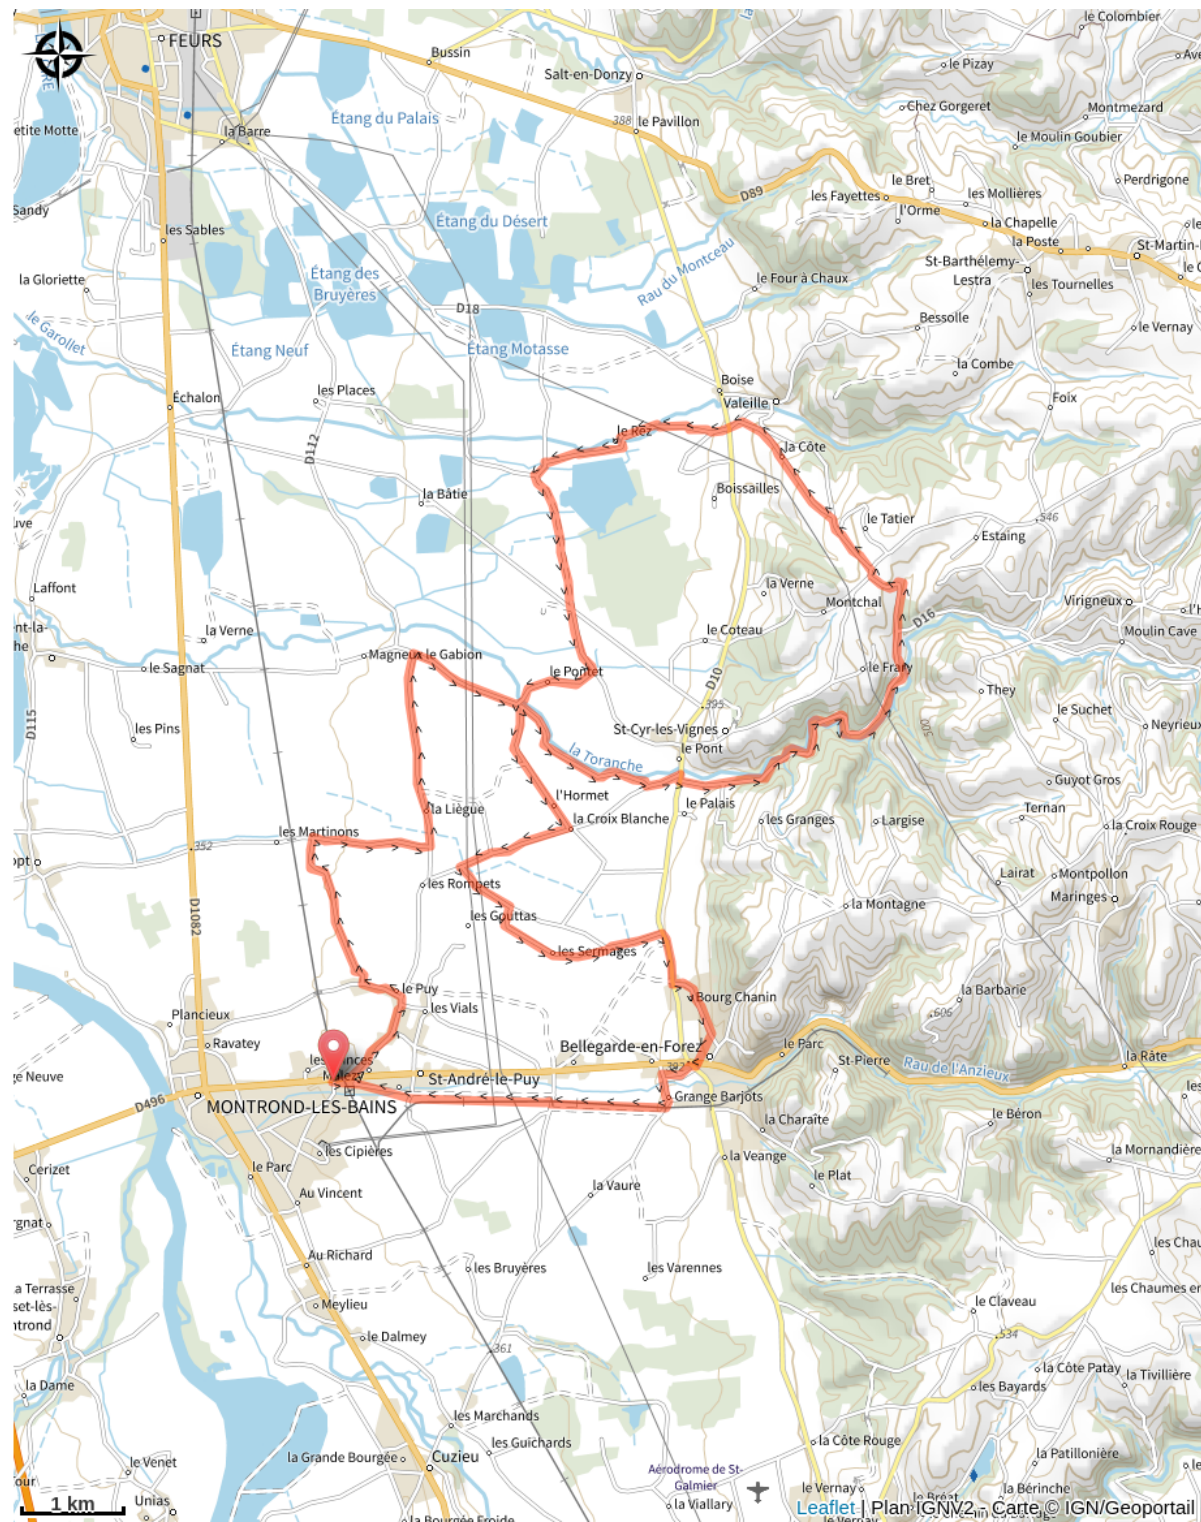 le Colombier
FEURS
Bussin
le Pizay
Salt-en-Donzy
Chez Gorgeret
Montmezard
Étang du Palais
388
le Pavillon
la Barre
le Moulin Goubier
etite Motte
le Bret
Perdrigone
D89
les Fayettes
les Mollières
Sandy
l'Orme
Étang du Désert
la Chapelle
les Sables
la Poste
St-Barthélemy-
Lestra
Rau du Montceau
Étang des
Bruyères
la Gloriette
le Four à Chaux
les Tournelles
D18
Bessolle
le Vernay
le Garollet
Étang Neuf
Étang Motasse
la Combe
Boise
les Places
Échalon
Valeille
Foix
le Rez
D112
la Côte
la Bâtie
Boissailles
le Tatier
546
Estaing
Laffont
la Verne
Montchal
Virigneux
D16
la Verne
le Coteau
Moulin Cave
Magneux le Gabion
le Sagnat
le Pontet
D10
le Frary
They
395
le Suchet
D115
les Pins
St-Cyr-les-Vignes
500
Neyrieux
le Pont
la Toranche
Guyot Gros
l'Hormet
la Liègue
le Palais
Ternan
la Croix Blanche
les Granges
Largise
la Croix Rouge
les Martinons
352
les Rompets
Lairat
Montpollon
Maringes
la Montagne
D1082
les Gouttas
les Sermages
le Puy
Bourg Chanin
la Barbarie
les Vials
606
Plancieux
Ravatey
Bellegarde-en-Forez
le Parc
la Râte
St-Pierre
Rau de l'Anzieux
ge Neuve
St-André-le-Puy
D496
MONTROND-LES-BAINS
Grange Barjots
le Béron
la Charaîte
les Cipières
la Mornandière
Cerizet
le Parc
la Veange
le Plat
Au Vincent
la Vaure
Au Richard
les Bruyères
les Varennes
a Terrasse
set-lès-
ntrond
les Chaumes en
Meylieu
le Claveau
le Dalmey
361
534
la Côte Patay
la Dame
les Bayards
la Tivillière
les Marchands
la Côte Rouge
les Guichards
la Grande Bourgée
Cuzieu
la Patillonière
le Venet
Aérodrome de St-
Galmier
le Vernay
la Bérinche
1 km
Unias
la Viallary
Leaflet | Plan IGNV2 - Carte © IGN/Geoportail